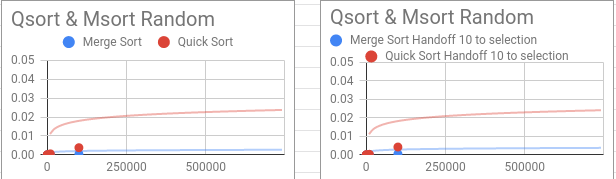 Qsort & Msort Random
Merge Sort Quick Sort
0.05
0.04
0.03
0.02
0.01
0.00
0 250000 500000
Qsort & Msort Random
Merge Sort Handoff 10 to selection
Quick Sort Handoff 10 to selection
0.05
0.04
0.03
0.02
0.01
0.00
0 250000 500000